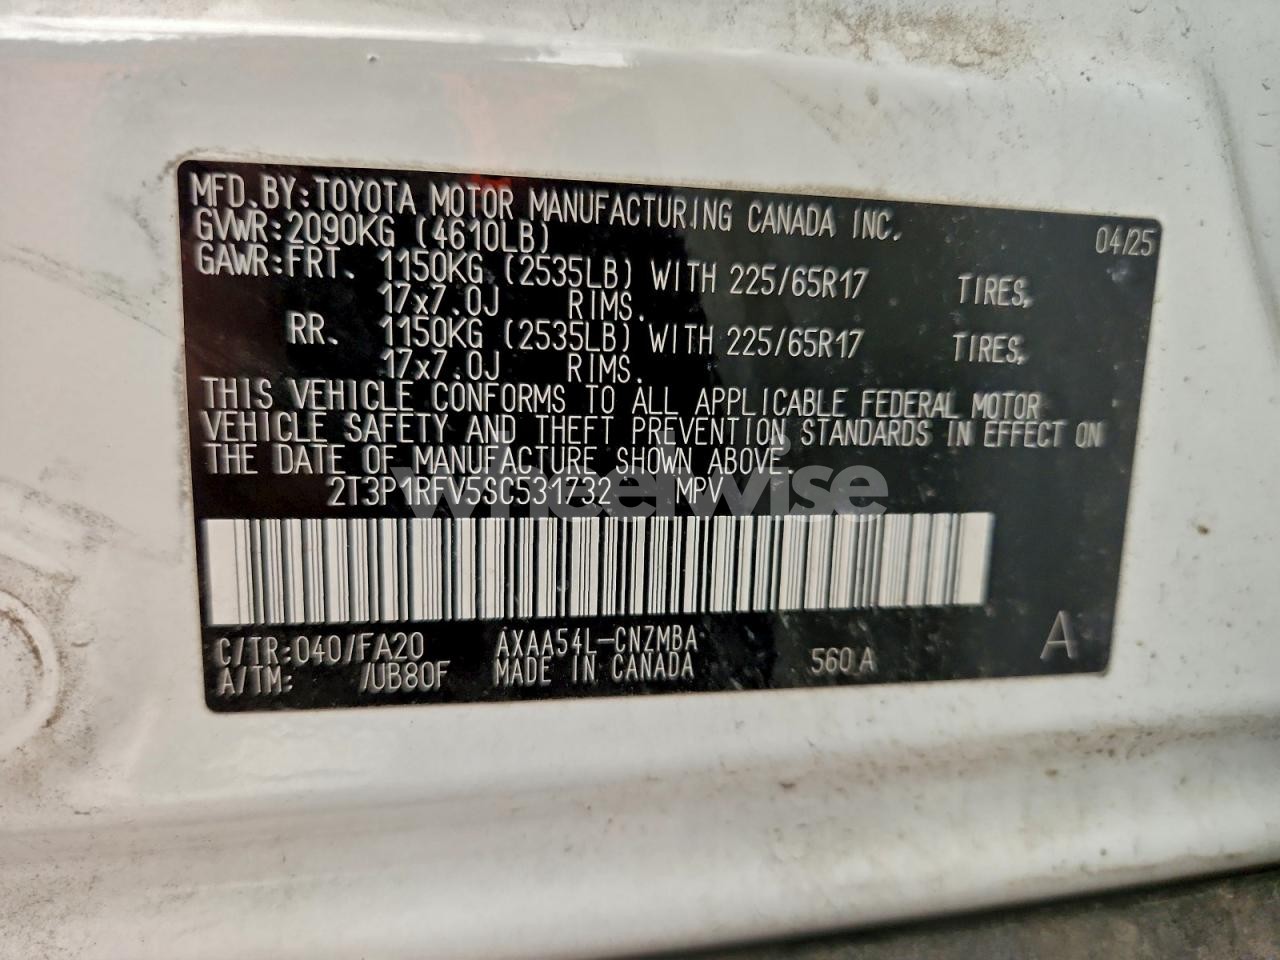 MFD.BY:TOYOTA MOTOR MANUFACTURING CANADA INC.
GVWR:2090KG (4610LB) 04/25
GAWR:FRT. 1150KG (2535LB) WITH 225/65R17 TIRES,
17x7.0J RIMS.
RR. 1150KG (2535LB) WITH 225/65R17 TIRES,
17x7.0J RIMS.
THIS VEHICLE CONFORMS TO ALL APPLICABLE FEDERAL MOTOR
VEHICLE SAFETY AND THEFT PREVENTION STANDARDS IN EFFECT ON
THE DATE OF MANUFACTURE SHOWN ABOVE.
2T3P1RFV5SC531732 MPV
wheelwise
C/TR:040/FA20 AXAA54L-CNZMBA
A/TM: /UB80F MADE IN CANADA 560A A